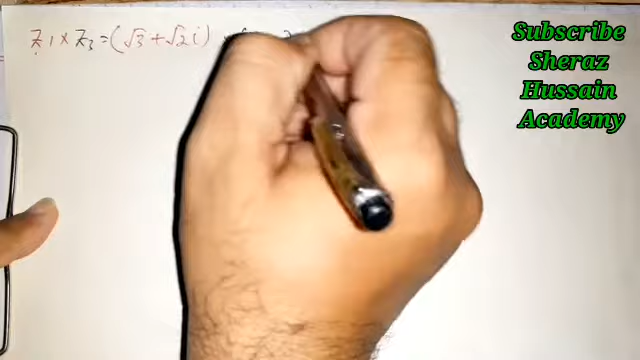 Z1 × Z3 = (√3 + √2i)
Subscribe
Sheraz
Hussain
Academy